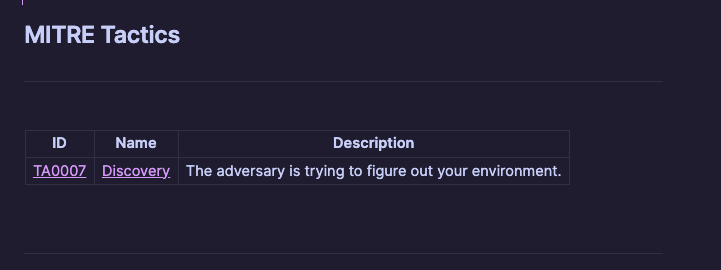 MITRE Tactics
ID Name Description
TA0007 Discovery The adversary is trying to figure out your environment.